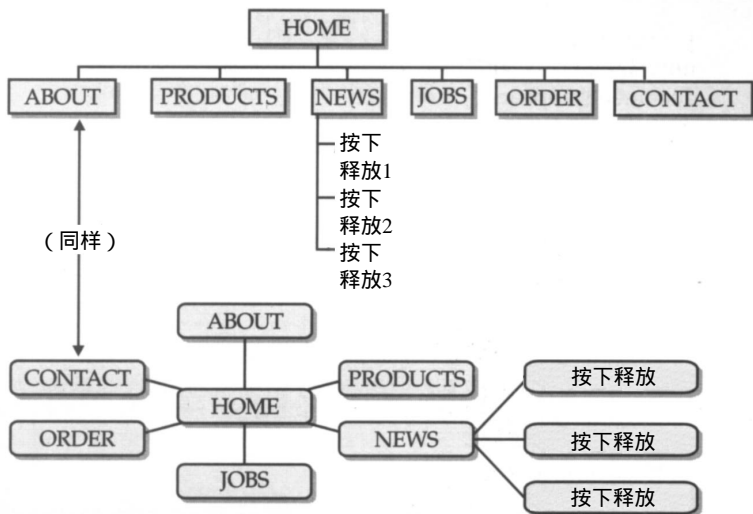 HOME
ABOUT PRODUCTS NEWS JOBS ORDER CONTACT
按下
释放1
按下
释放2
按下
释放3
（同样）
ABOUT
CONTACT PRODUCTS 按下释放
HOME
ORDER NEWS 按下释放
JOBS
按下释放